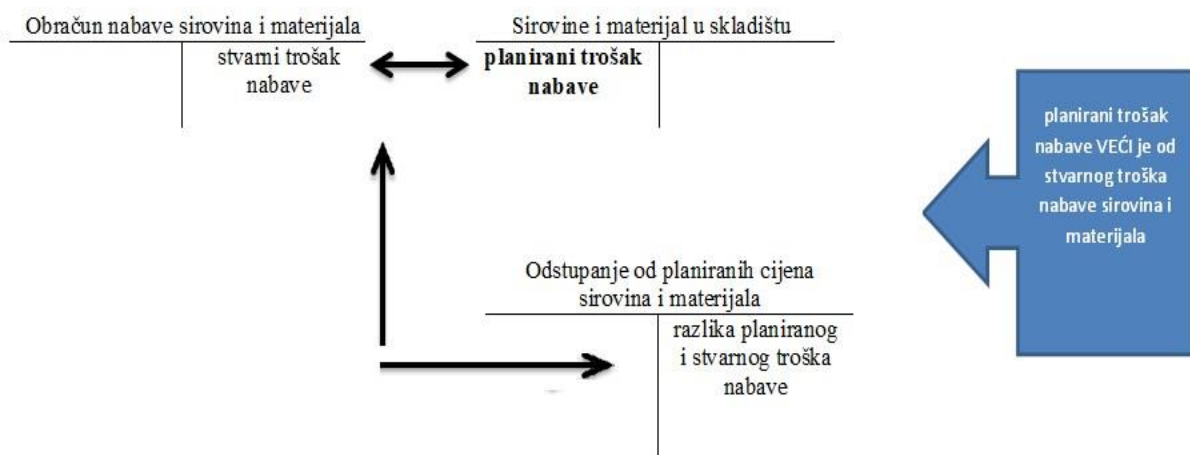 Obračun nabave sirovina i materijala
stvarni trošak
nabave
Sirovine i materijal u skladištu
planirani trošak
nabave
planirani trošak
nabave VEĆI je od
stvarnog troška
nabave sirovina i
materijala
Odstupanje od planiranih cijena
sirovina i materijala
razlika planiranog
i stvarnog troška
nabave